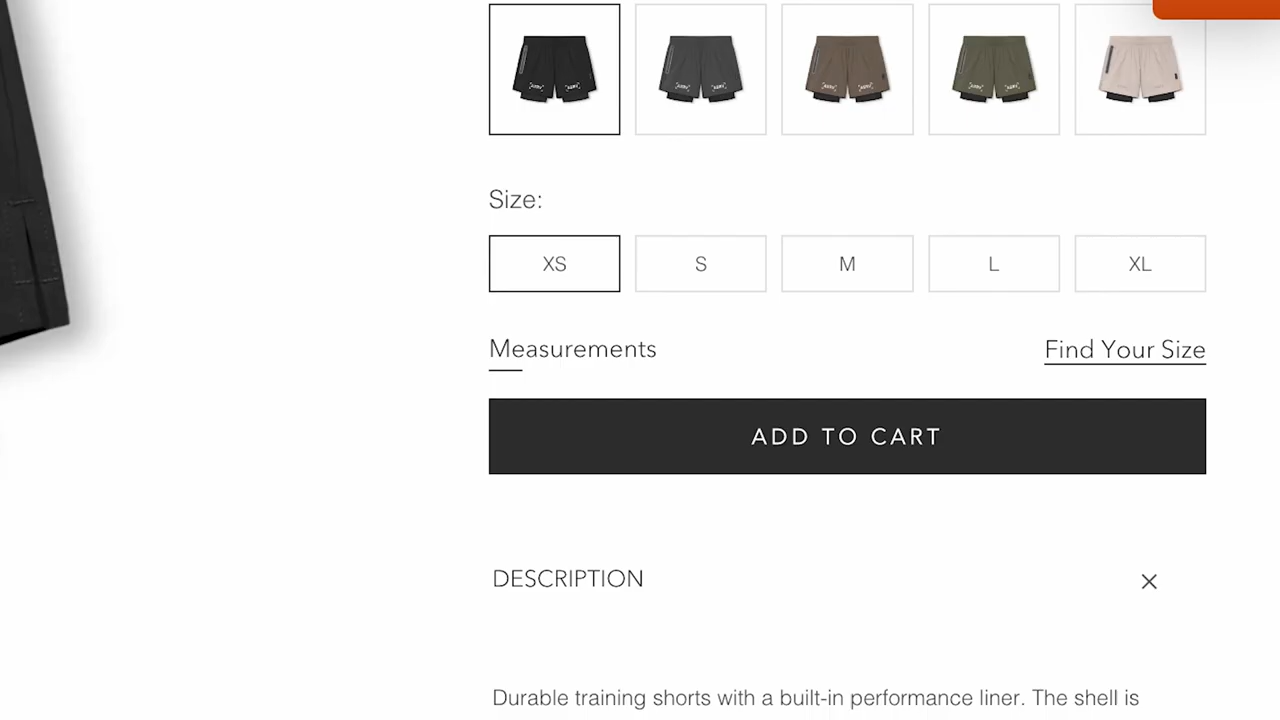 Size:
XS S M L XL
Measurements Find Your Size
ADD TO CART
DESCRIPTION
Durable training shorts with a built-in performance liner. The shell is